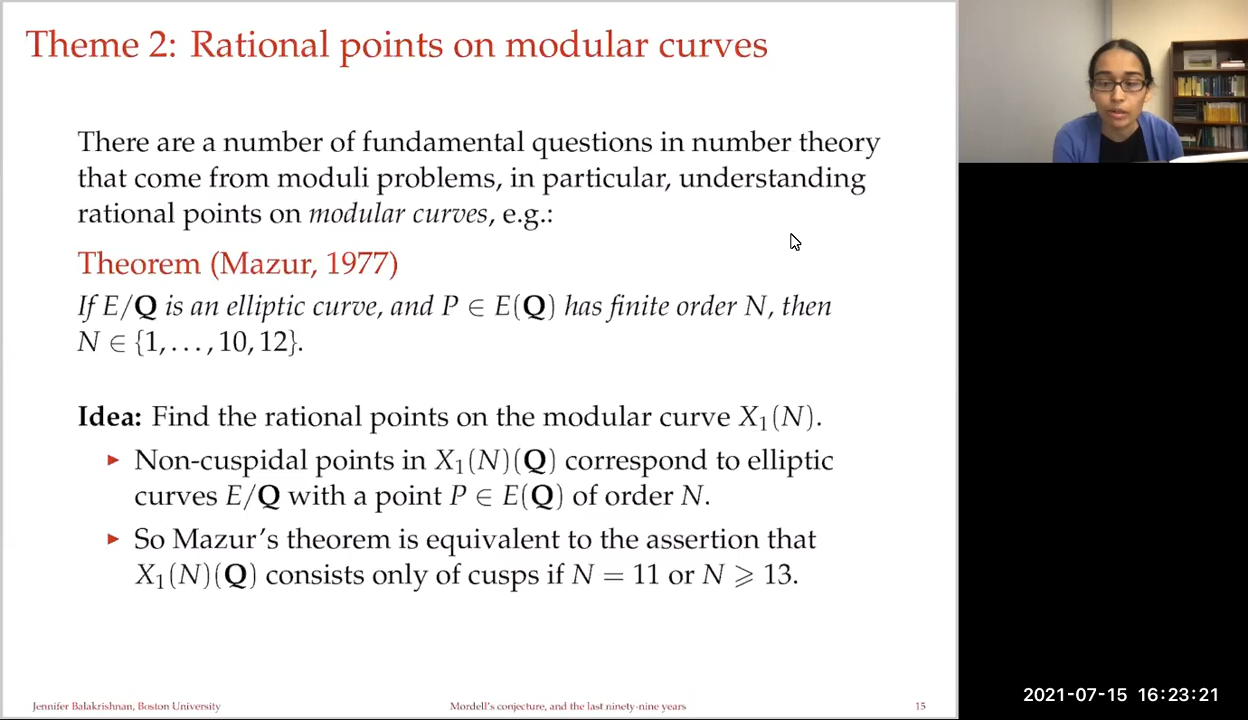 Theme 2: Rational points on modular curves
There are a number of fundamental questions in number theory
that come from moduli problems, in particular, understanding
rational points on modular curves, e.g.:
Theorem (Mazur, 1977)
If E/Q is an elliptic curve, and P ∈ E(Q) has finite order N, then
N ∈ {1, . . . , 10, 12}.
Idea: Find the rational points on the modular curve X₁(N).
▶ Non-cuspidal points in X₁(N)(Q) correspond to elliptic
curves E/Q with a point P ∈ E(Q) of order N.
▶ So Mazur's theorem is equivalent to the assertion that
X₁(N)(Q) consists only of cusps if N = 11 or N ⩾ 13.
Jennifer Balakrishnan, Boston University
Mordell's conjecture, and the last ninety-nine years
15
2021-07-15 16:23:21